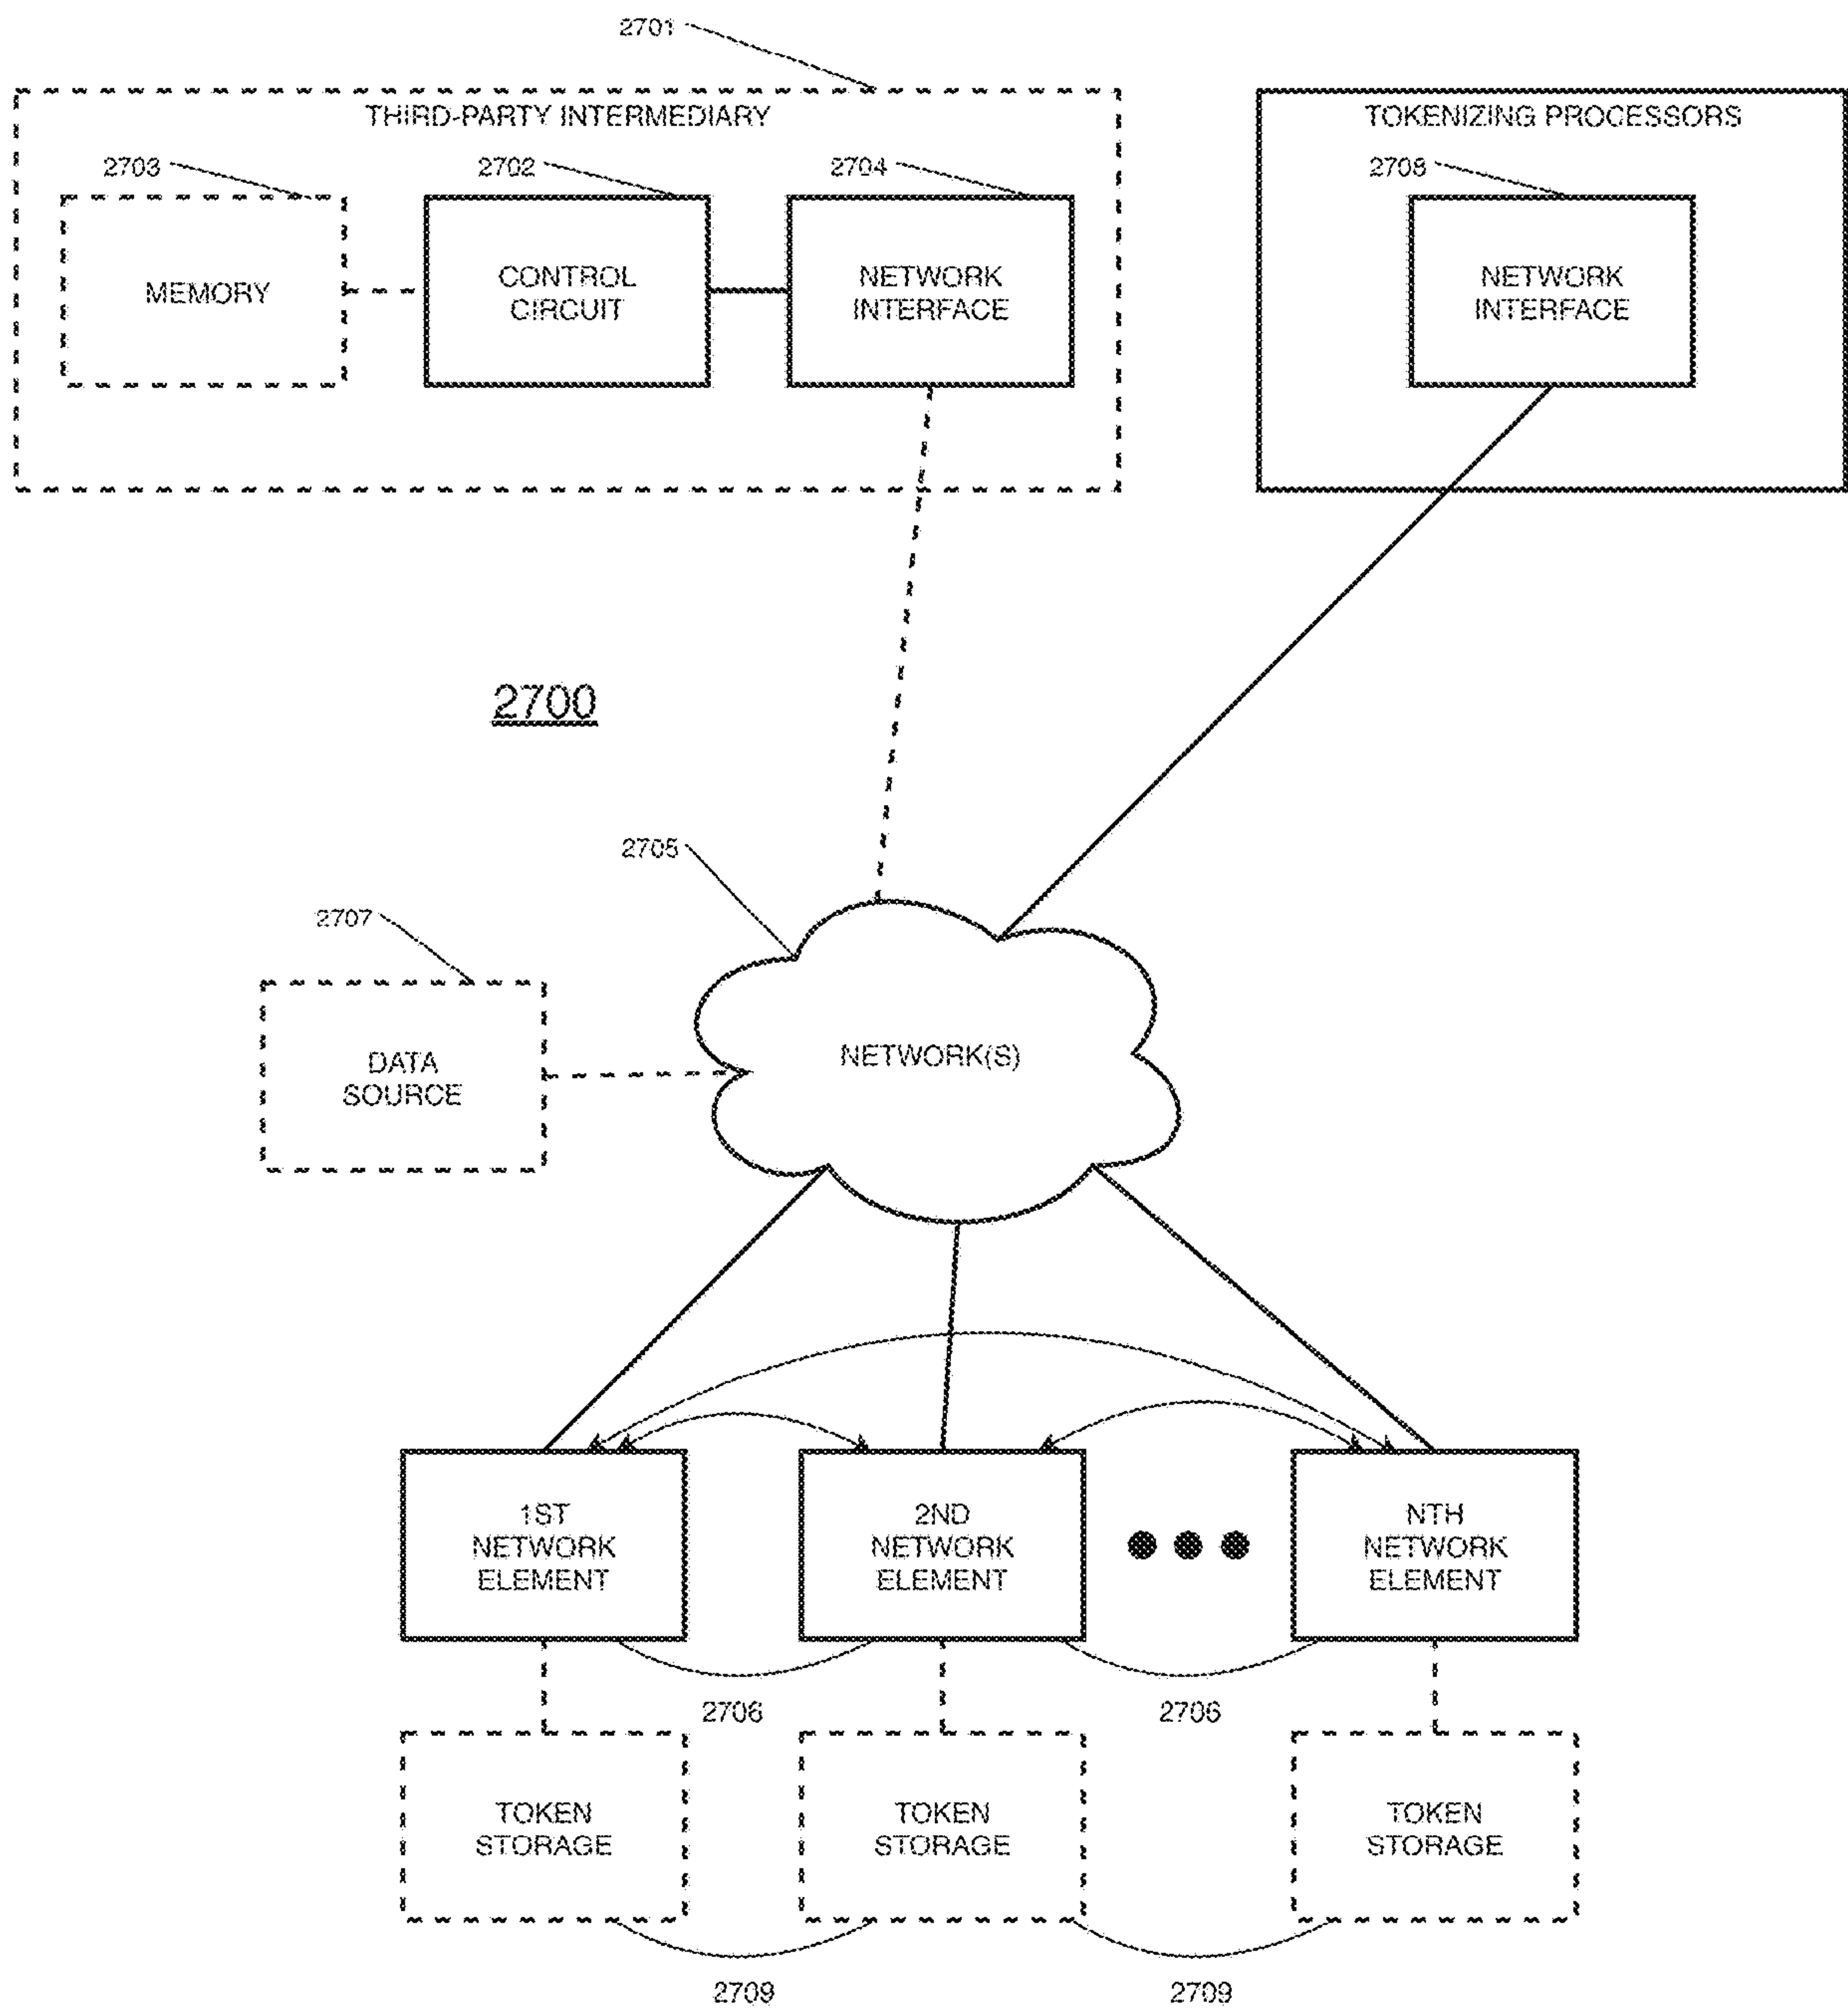 2701
THIRD-PARTY INTERMEDIARY
TOKENIZING PROCESSORS
2703
2702
2704
2708
MEMORY
CONTROL
CIRCUIT
NETWORK
INTERFACE
NETWORK
INTERFACE
2700
2705
2707
DATA
SOURCE
NETWORK(S)
1ST
NETWORK
ELEMENT
2ND
NETWORK
ELEMENT
NTH
NETWORK
ELEMENT
2706
2706
TOKEN
STORAGE
TOKEN
STORAGE
TOKEN
STORAGE
2709
2709